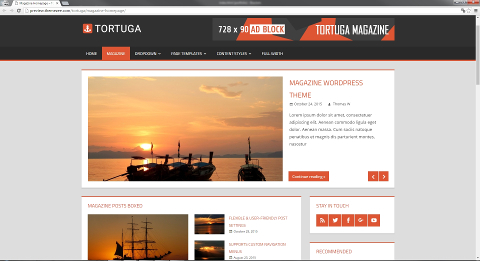 Magazine Homepage – T
preview.themezee.com/tortuga/magazine-homepage/
TORTUGA
728 x 90 AD BLOCK
TORTUGA MAGAZINE
HOME
MAGAZINE
DROPDOWN
PAGE TEMPLATES
CONTENT STYLES
FULL WIDTH
MAGAZINE WORDPRESS
THEME
October 24, 2015
Thomas W
Lorem ipsum dolor sit amet, consectetuer
adipiscing elit. Aenean commodo ligula eget
dolor. Aenean massa. Cum sociis natoque
penatibus et magnis dis parturient montes,
nascetur
Continue reading »
MAGAZINE POSTS BOXED
FLEXIBLE & USER-FRIENDLY POST
SETTINGS
October 23, 2015
SUPPORTS CUSTOM NAVIGATION
MENUS
August 20, 2015
STAY IN TOUCH
RECOMMENDED